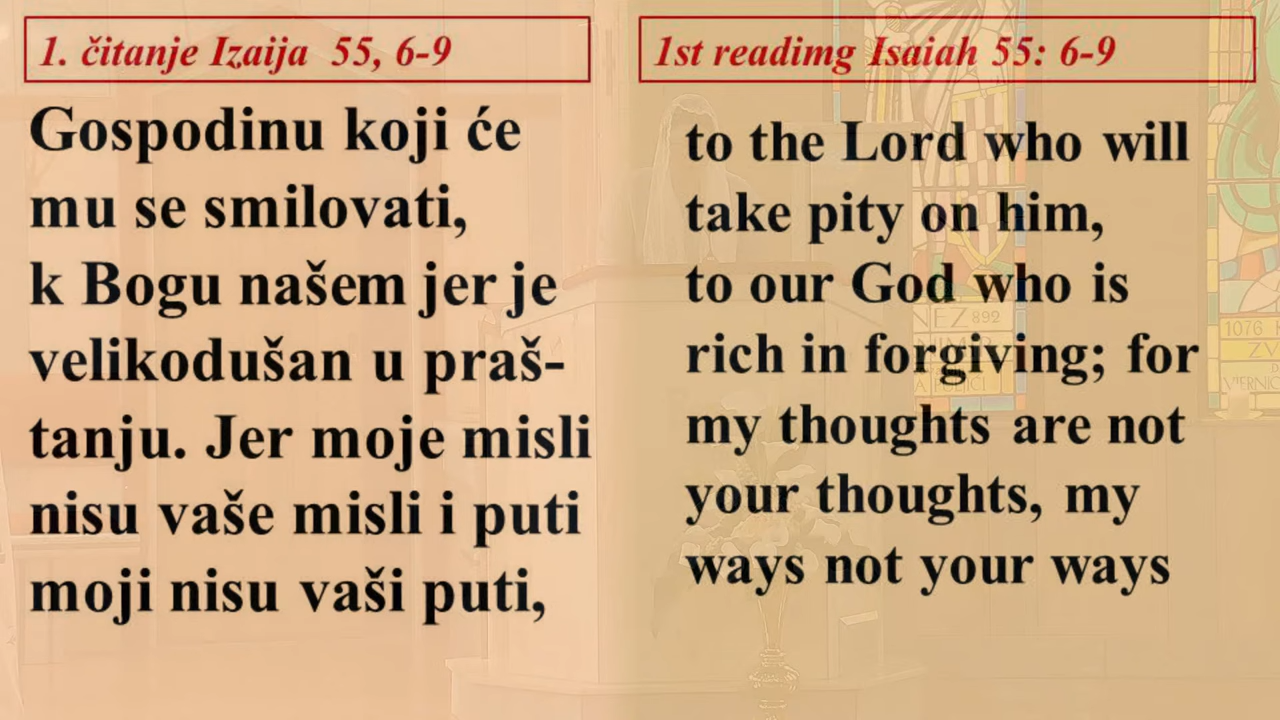 1. čitanje Izaija 55, 6-9
Gospodinu koji će
mu se smilovati,
k Bogu našem jer je
velikodušan u praš-
tanju. Jer moje misli
nisu vaše misli i puti
moji nisu vaši puti,
1st readimg Isaiah 55: 6-9
to the Lord who will
take pity on him,
to our God who is
rich in forgiving; for
my thoughts are not
your thoughts, my
ways not your ways
892
1076